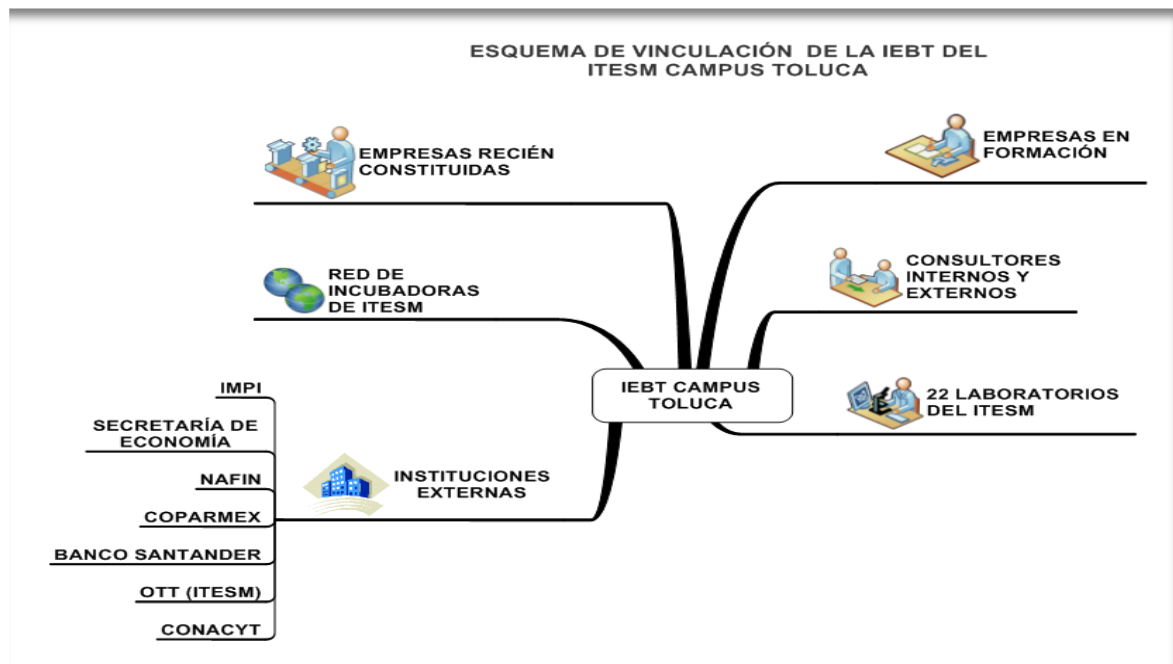 ESQUEMA DE VINCULACIÓN DE LA IEBT DEL
ITESM CAMPUS TOLUCA
EMPRESAS RECIÉN
CONSTITUIDAS
EMPRESAS EN
FORMACIÓN
RED DE
INCUBADORAS
DE ITESM
CONSULTORES
INTERNOS Y
EXTERNOS
IEBT CAMPUS
TOLUCA
22 LABORATORIOS
DEL ITESM
INSTITUCIONES
EXTERNAS
IMPI
SECRETARÍA DE
ECONOMÍA
NAFIN
COPARMEX
BANCO SANTANDER
OTT (ITESM)
CONACYT